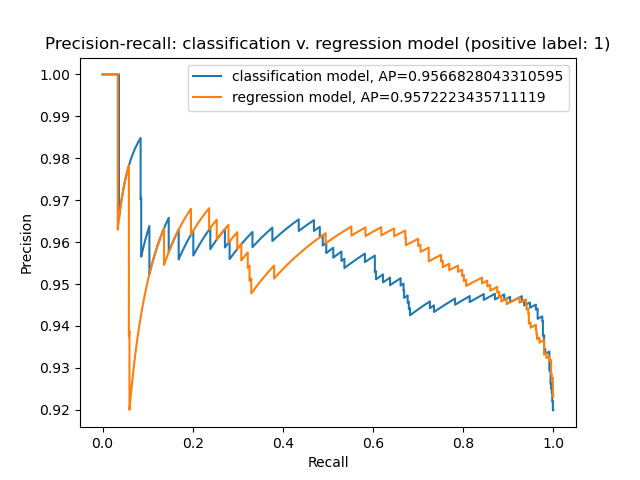 Precision-recall: classification v. regression model (positive label: 1)
classification model, AP=0.9566828043310595
regression model, AP=0.9572223435711119
1.00
0.99
0.98
0.97
0.96
0.95
0.94
0.93
0.92
Precision
0.0 0.2 0.4 0.6 0.8 1.0
Recall